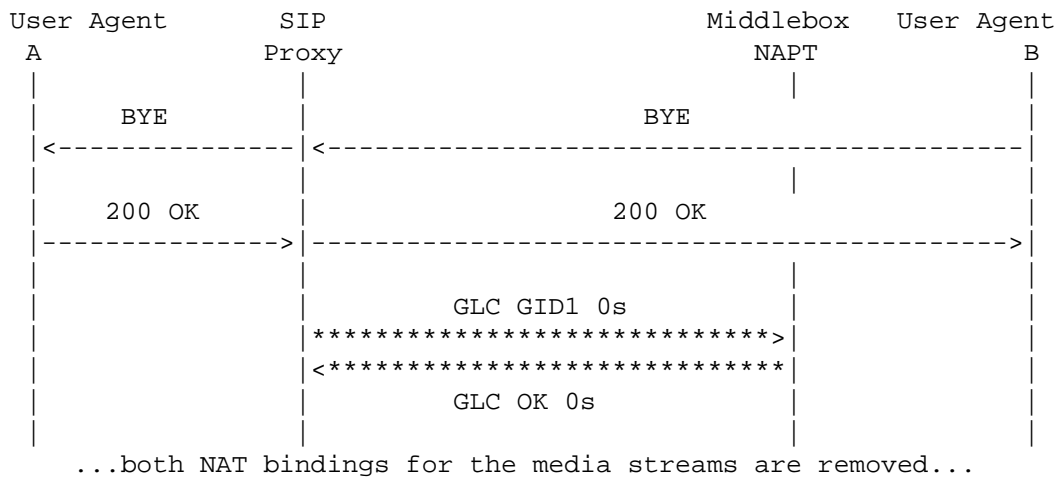 User Agent SIP Middlebox User Agent
A Proxy NAPT B
BYE BYE
200 OK 200 OK
GLC GID1 0s
GLC OK 0s
...both NAT bindings for the media streams are removed...